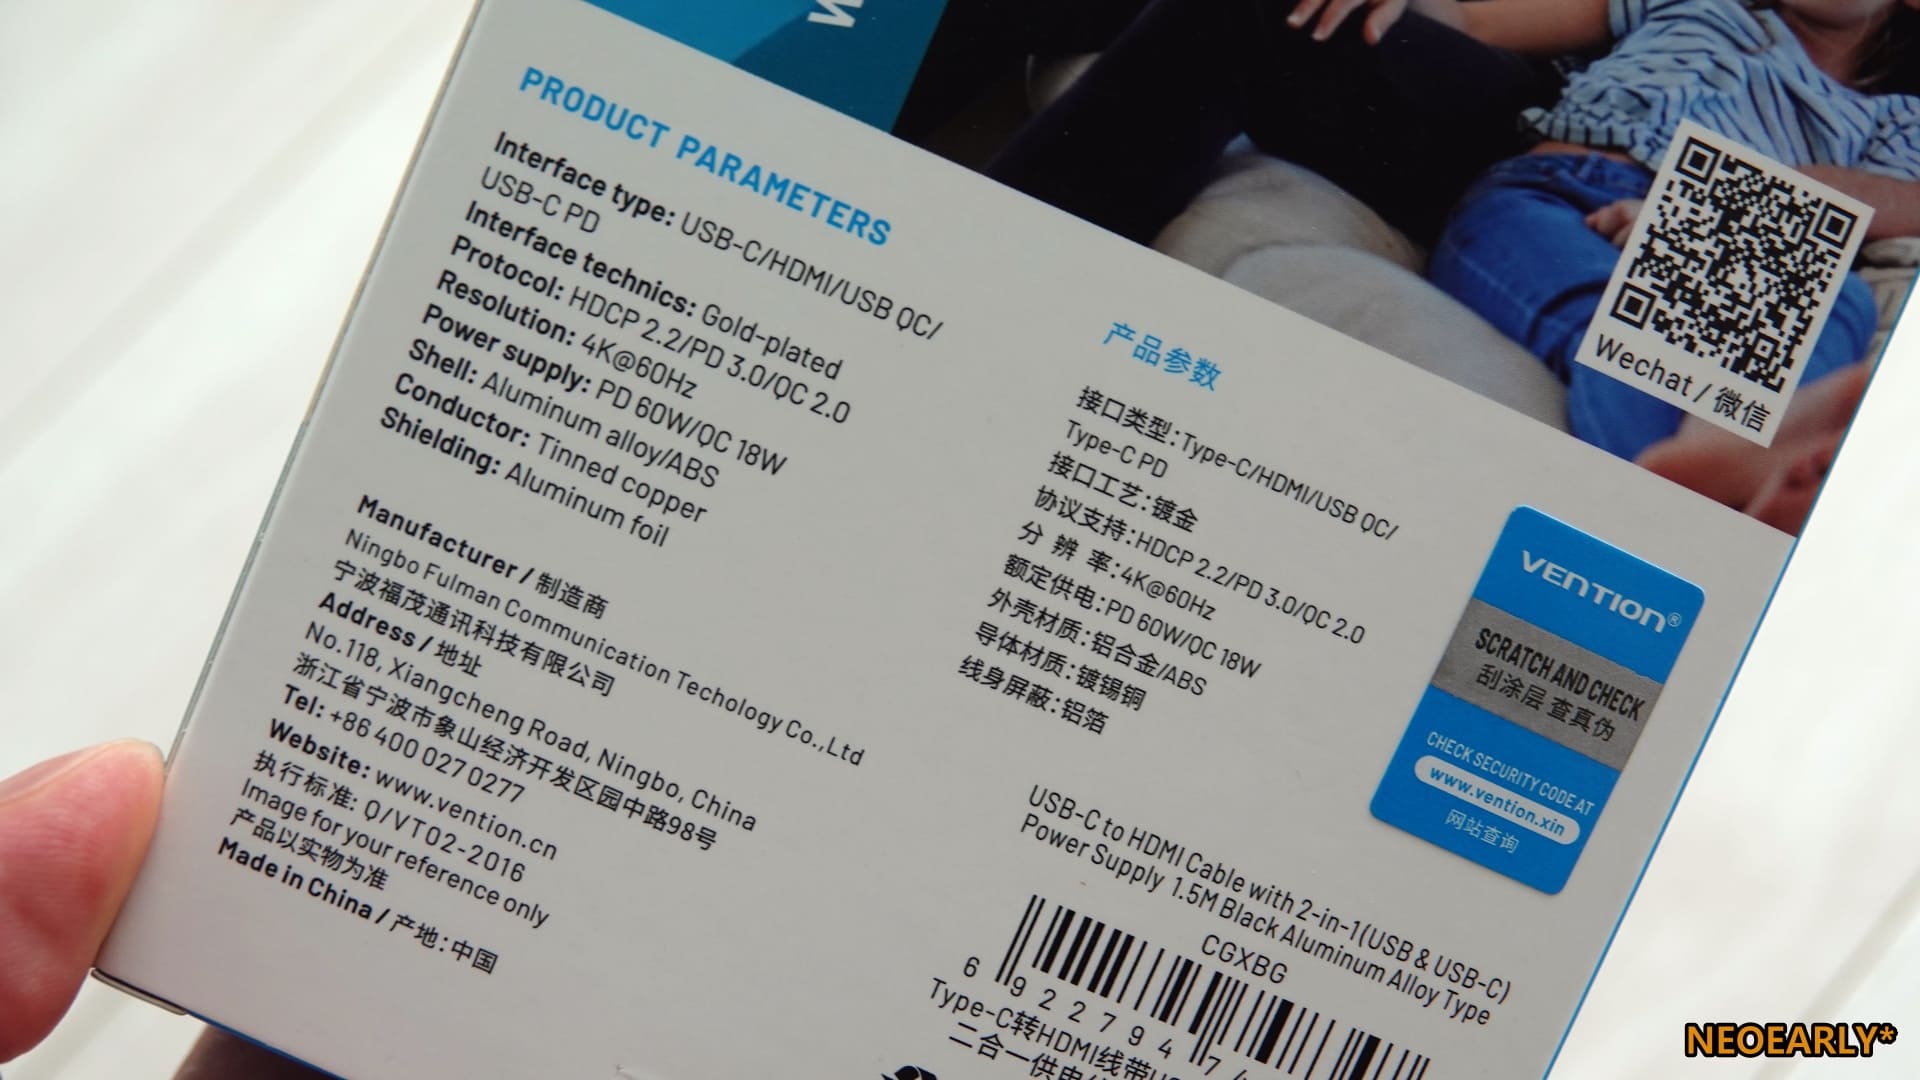 PRODUCT PARAMETERS
Interface type: USB-C/HDMI/USB QC/
USB-C PD
Interface technics: Gold-plated
Protocol: HDCP 2.2/PD 3.0/QC 2.0
Resolution: 4K@60Hz
Power supply: PD 60W/QC 18W
Shell: Aluminum alloy/ABS
Conductor: Tinned copper
Shielding: Aluminum foil
Manufacturer / 制造商
Ningbo Fulman Communication Techology Co.,Ltd
宁波福茂通讯科技有限公司
Address / 地址
No.118, Xiangcheng Road, Ningbo, China
浙江省宁波市象山经济开发区园中路98号
Tel: +86 400 027 0277
Website: www.vention.cn
执行标准: Q/VT02-2016
Image for your reference only
产品以实物为准
Made in China / 产地:中国
产品参数
接口类型:Type-C/HDMI/USB QC/
Type-C PD
接口工艺:镀金
协议支持:HDCP 2.2/PD 3.0/QC 2.0
分 辨 率:4K@60Hz
额定供电:PD 60W/QC 18W
外壳材质:铝合金/ABS
导体材质:镀锡铜
线身屏蔽:铝箔
Wechat / 微信
VENTION®
SCRATCH AND CHECK
刮涂层 查真伪
CHECK SECURITY CODE AT
www.vention.xin
网站查询
USB-C to HDMI Cable with 2-in-1(USB & USB-C)
Power Supply 1.5M Black Aluminum Alloy Type
CGXBG
6 922794 7
Type-C转HDMI线带
二合一供电
NEOEARLY*